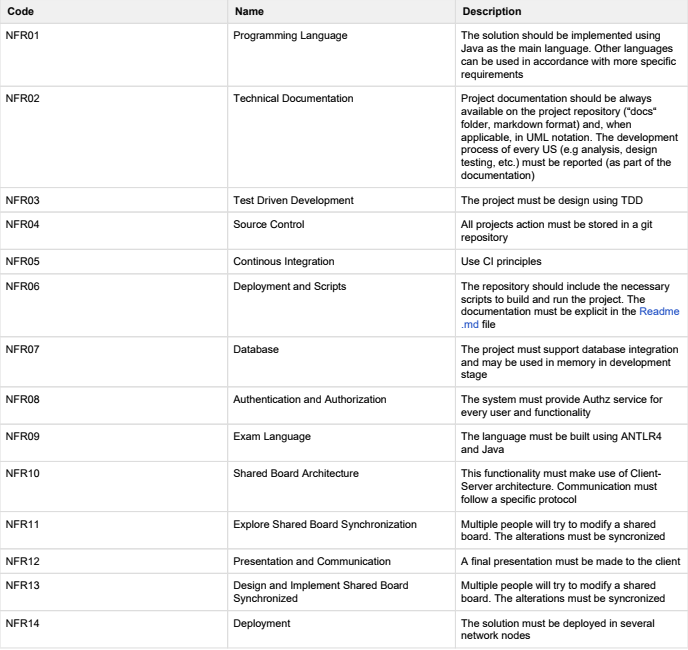 Code Name Description
NFR01 Programming Language The solution should be implemented using
Java as the main language. Other languages
can be used in accordance with more specific
requirements
NFR02 Technical Documentation Project documentation should be always
available on the project repository ("docs"
folder, markdown format) and, when
applicable, in UML notation. The development
process of every US (e.g analysis, design
testing, etc.) must be reported (as part of the
documentation)
NFR03 Test Driven Development The project must be design using TDD
NFR04 Source Control All projects action must be stored in a git
repository
NFR05 Continous Integration Use CI principles
NFR06 Deployment and Scripts The repository should include the necessary
scripts to build and run the project. The
documentation must be explicit in the Readme
.md file
NFR07 Database The project must support database integration
and may be used in memory in development
stage
NFR08 Authentication and Authorization The system must provide Authz service for
every user and functionality
NFR09 Exam Language The language must be built using ANTLR4
and Java
NFR10 Shared Board Architecture This functionality must make use of Client-
Server architecture. Communication must
follow a specific protocol
NFR11 Explore Shared Board Synchronization Multiple people will try to modify a shared
board. The alterations must be syncronized
NFR12 Presentation and Communication A final presentation must be made to the client
NFR13 Design and Implement Shared Board Multiple people will try to modify a shared
Synchronized board. The alterations must be syncronized
NFR14 Deployment The solution must be deployed in several
network nodes